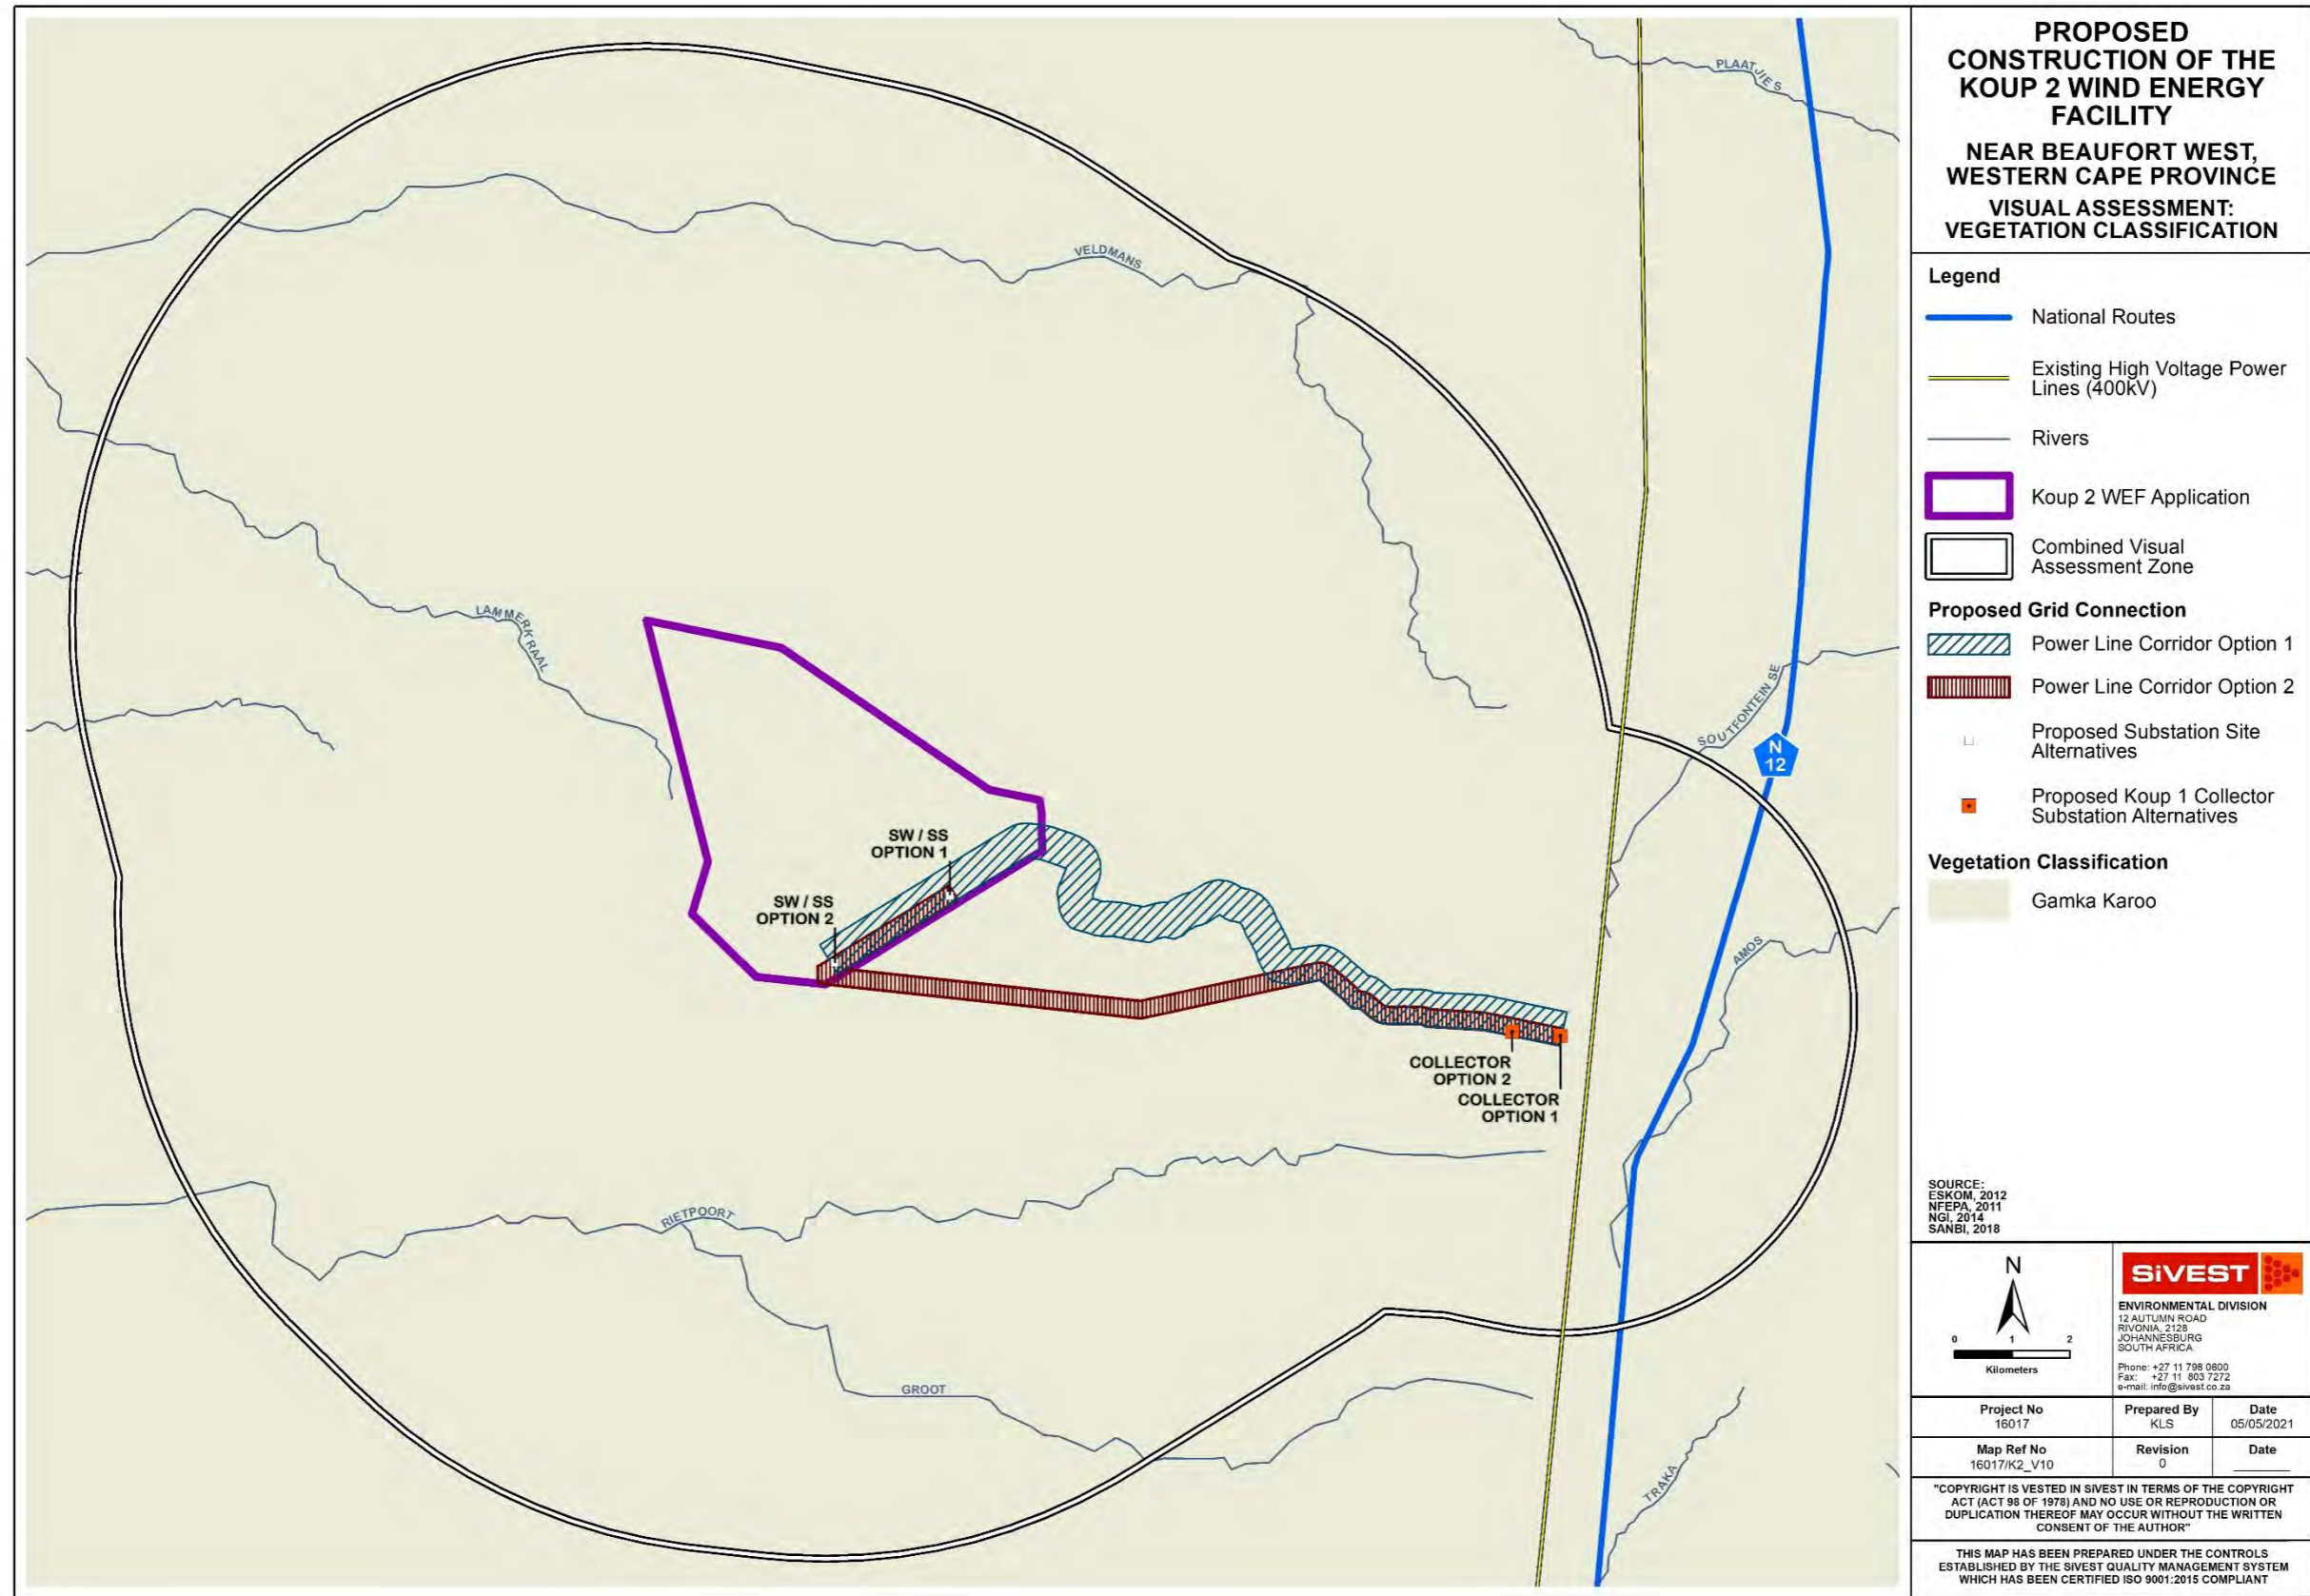 PROPOSED
CONSTRUCTION OF THE
KOUP 2 WIND ENERGY
FACILITY
NEAR BEAUFORT WEST,
WESTERN CAPE PROVINCE
VISUAL ASSESSMENT:
VEGETATION CLASSIFICATION
Legend
National Routes
Existing High Voltage Power
Lines (400kV)
Rivers
Koup 2 WEF Application
Combined Visual
Assessment Zone
Proposed Grid Connection
Power Line Corridor Option 1
Power Line Corridor Option 2
Proposed Substation Site
Alternatives
Proposed Koup 1 Collector
Substation Alternatives
Vegetation Classification
Gamka Karoo
SOURCE:
ESKOM, 2012
NFEPA, 2011
NGI, 2014
SANBI, 2018
N
0 1 2
Kilometers
SiVEST
ENVIRONMENTAL DIVISION
12 AUTUMN ROAD
RIVONIA, 2128
JOHANNESBURG
SOUTH AFRICA
Phone: +27 11 798 0600
Fax: +27 11 803 7272
e-mail: info@sivest.co.za
Project No
16017
Prepared By
KLS
Date
05/05/2021
Map Ref No
16017/K2_V10
Revision
0
Date
"COPYRIGHT IS VESTED IN SiVEST IN TERMS OF THE COPYRIGHT
ACT (ACT 98 OF 1978) AND NO USE OR REPRODUCTION OR
DUPLICATION THEREOF MAY OCCUR WITHOUT THE WRITTEN
CONSENT OF THE AUTHOR"
THIS MAP HAS BEEN PREPARED UNDER THE CONTROLS
ESTABLISHED BY THE SiVEST QUALITY MANAGEMENT SYSTEM
WHICH HAS BEEN CERTIFIED ISO 9001:2015 COMPLIANT
PLAATJIES
VELDMANS
LAMMERKRAAL
SOUTFONTEIN SE
N
12
SW / SS
OPTION 1
SW / SS
OPTION 2
AMOS
COLLECTOR
OPTION 2
COLLECTOR
OPTION 1
RIETPOORT
GROOT
TRAKA